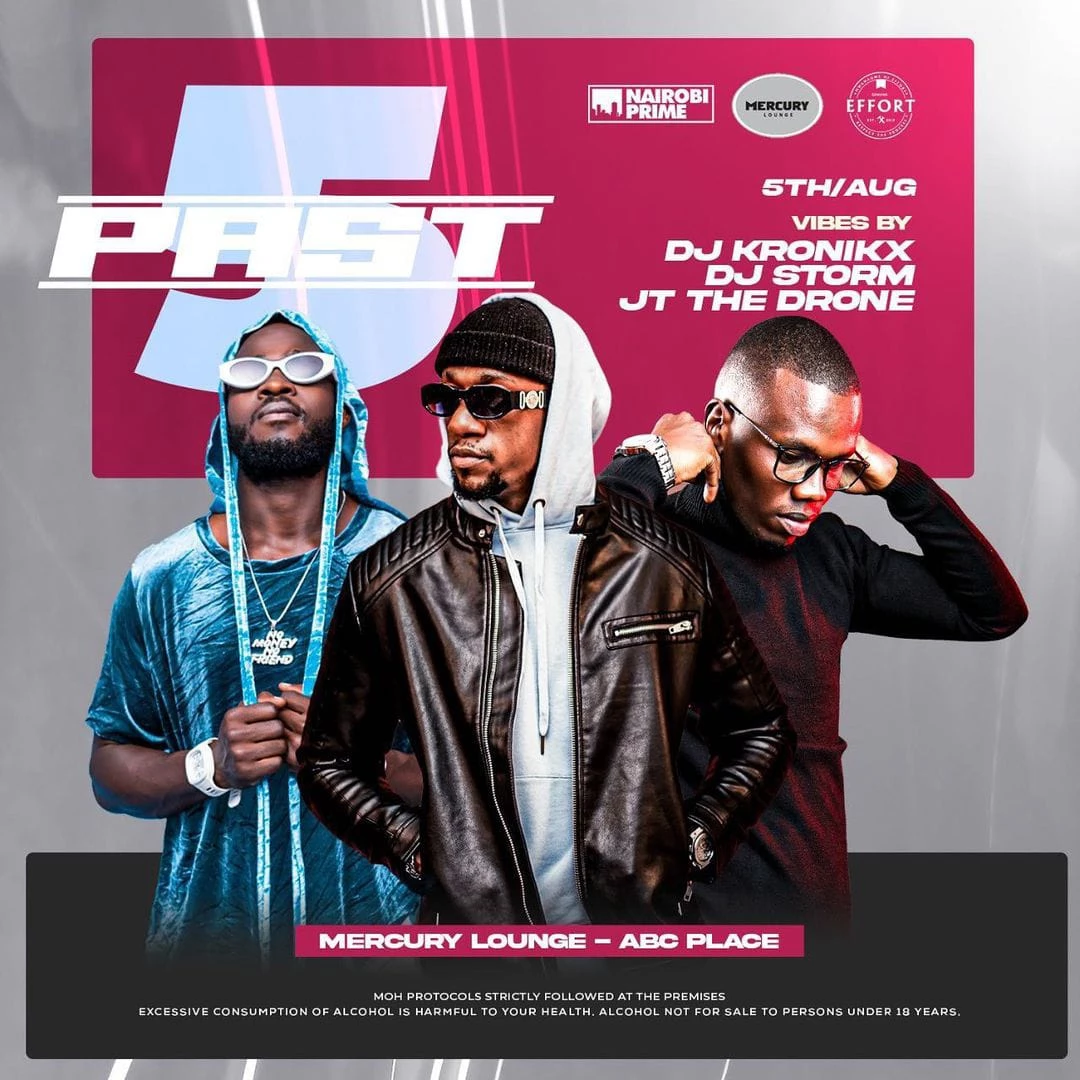 5
PAST
NAIROBI
PRIME
MERCURY
LOUNGE
EFFORT
5TH/AUG
VIBES BY
DJ KRONIKX
DJ STORM
JT THE DRONE
NO
MONEY
NO
FRIEND
MERCURY LOUNGE – ABC PLACE
MOH PROTOCOLS STRICTLY FOLLOWED AT THE PREMISES
EXCESSIVE CONSUMPTION OF ALCOHOL IS HARMFUL TO YOUR HEALTH. ALCOHOL NOT FOR SALE TO PERSONS UNDER 18 YEARS.